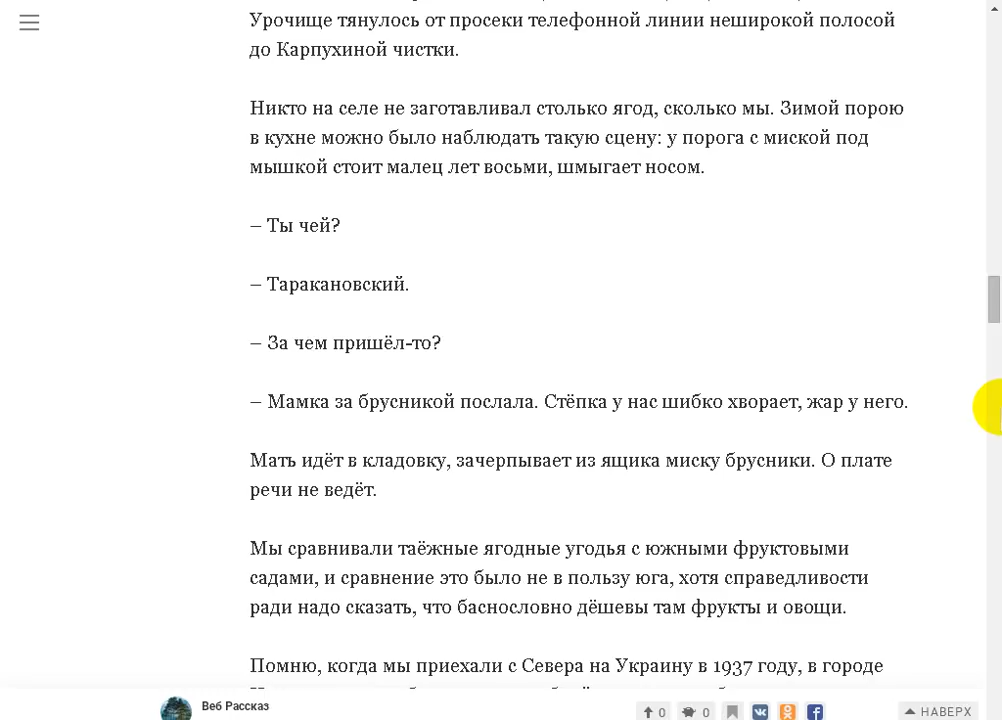 Урочище тянулось от просеки телефонной линии неширокой полосой
до Карпухиной чистки.
Никто на селе не заготавливал столько ягод, сколько мы. Зимой порою
в кухне можно было наблюдать такую сцену: у порога с миской под
мышкой стоит малец лет восьми, шмыгает носом.
– Ты чей?
– Таракановский.
– За чем пришёл-то?
– Мамка за брусникой послала. Стёпка у нас шибко хворает, жар у него.
Мать идёт в кладовку, зачерпывает из ящика миску брусники. О плате
речи не ведёт.
Мы сравнивали таёжные ягодные угодья с южными фруктовыми
садами, и сравнение это было не в пользу юга, хотя справедливости
ради надо сказать, что баснословно дёшевы там фрукты и овощи.
Помню, когда мы приехали с Севера на Украину в 1937 году, в городе
Веб Рассказ
0
0
НАВЕРХ